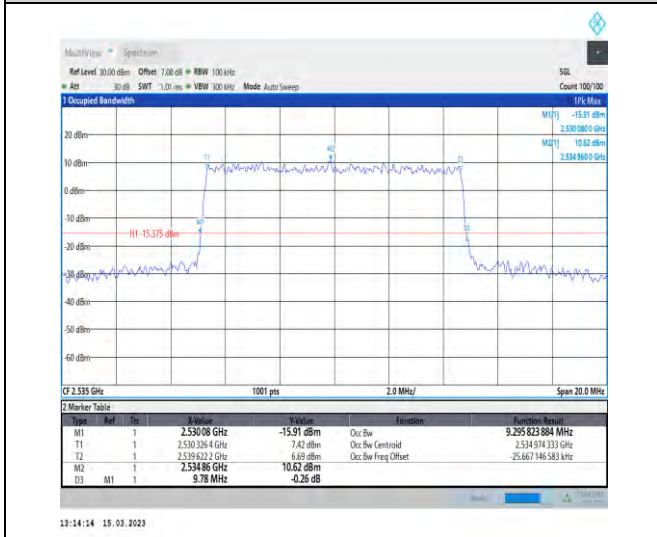 MultiView Spectrum
Ref Level 30.00 dBm Offset 7.00 dB RBW 100 kHz SGL
Att 30 dB SWT 1.01 ms VBW 300 kHz Mode Auto Sweep Count 100/100
1 Occupied Bandwidth 1Pk Max
M1[1] -15.91 dBm
2.530 080 0 GHz
M2[1] 10.62 dBm
2.534 860 0 GHz
20 dBm
M2
T1
10 dBm
0 dBm
-10 dBm
M1
H1 -15.375 dBm
-20 dBm
-30 dBm
-40 dBm
-50 dBm
-60 dBm
CF 2.535 GHz 1001 pts 2.0 MHz/ Span 20.0 MHz
2 Marker Table
Type Ref Trc X-Value Y-Value Function Function Result
M1 1 2.530 08 GHz -15.91 dBm Occ Bw 9.295 823 884 MHz
T1 1 2.530 326 4 GHz 7.42 dBm Occ Bw Centroid 2.534 974 333 GHz
T2 1 2.539 622 2 GHz 6.69 dBm Occ Bw Freq Offset -25.667 146 583 kHz
M2 1 2.534 86 GHz 10.62 dBm
D3 M1 1 9.78 MHz -0.26 dB
13:14:14 15.03.2023